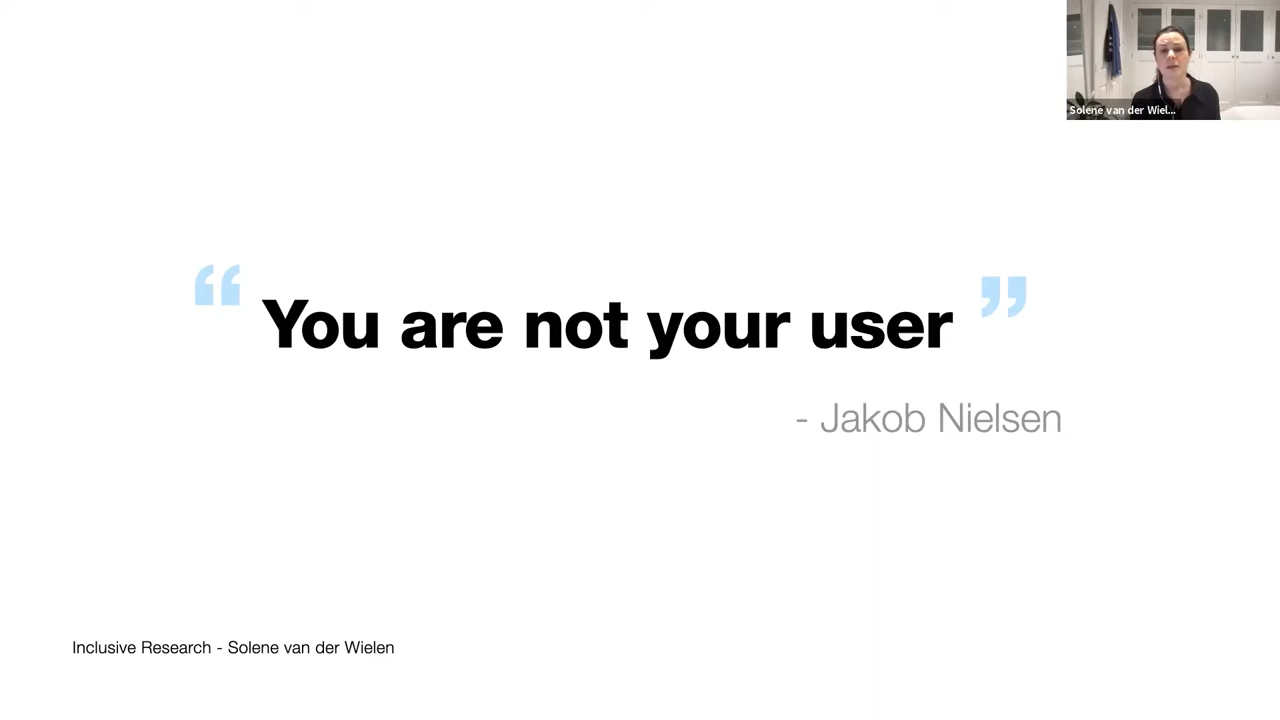 Solene van der Wiel...
“ You are not your user ”
- Jakob Nielsen
Inclusive Research - Solene van der Wielen